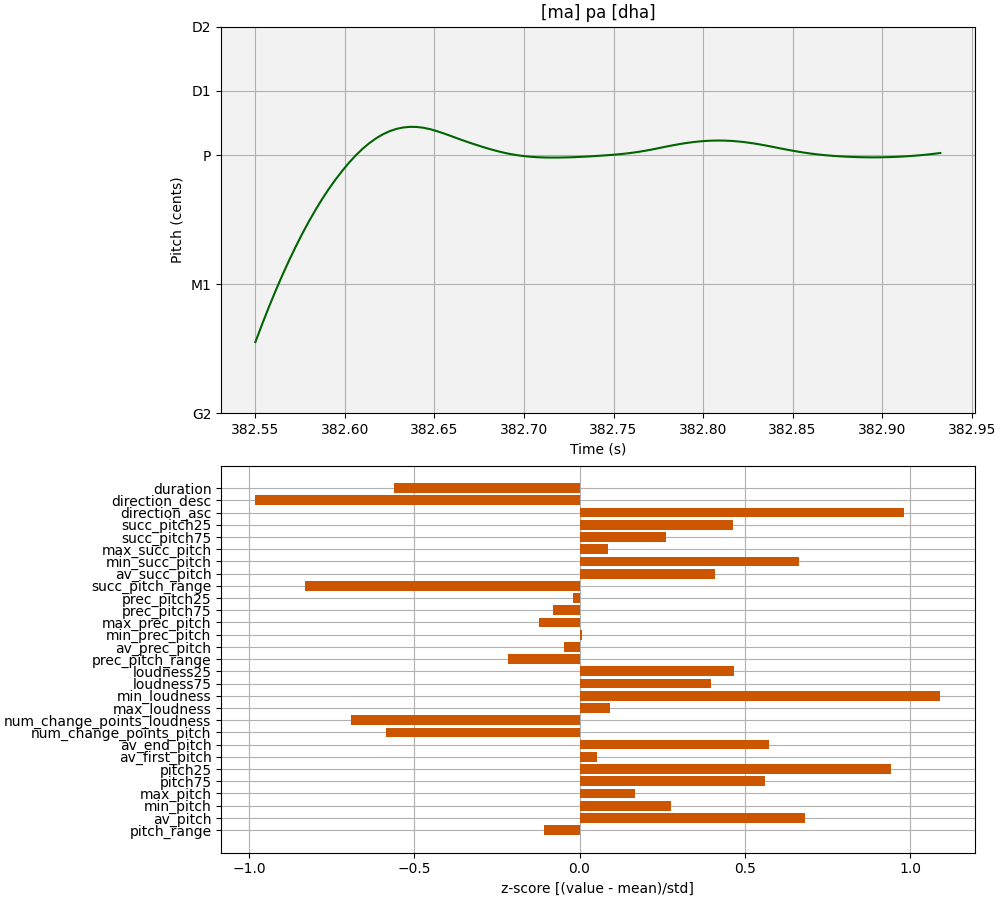 [ma] pa [dha]
D2
D1
P
M1
G2
Pitch (cents)
382.55 382.60 382.65 382.70 382.75 382.80 382.85 382.90 382.95
Time (s)
duration
direction_desc
direction_asc
succ_pitch25
succ_pitch75
max_succ_pitch
min_succ_pitch
av_succ_pitch
succ_pitch_range
prec_pitch25
prec_pitch75
max_prec_pitch
min_prec_pitch
av_prec_pitch
prec_pitch_range
loudness25
loudness75
min_loudness
max_loudness
num_change_points_loudness
num_change_points_pitch
av_end_pitch
av_first_pitch
pitch25
pitch75
max_pitch
min_pitch
av_pitch
pitch_range
−1.0 −0.5 0.0 0.5 1.0
z-score [(value - mean)/std]